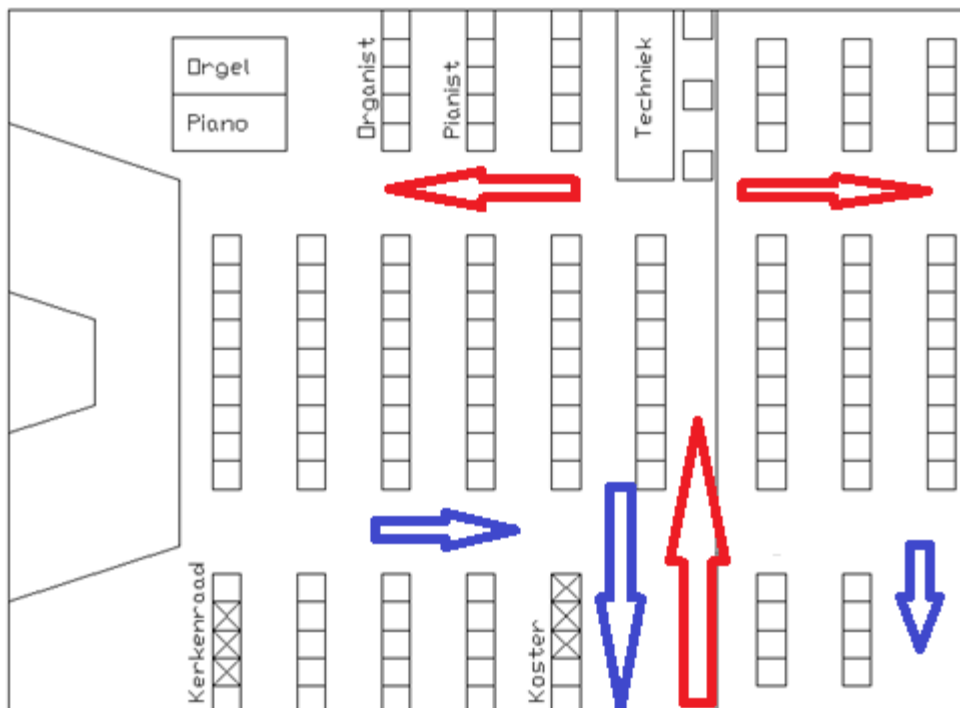 Orgel
Piano
Organist
Pianist
Techniek
Kerkenraad
Koster